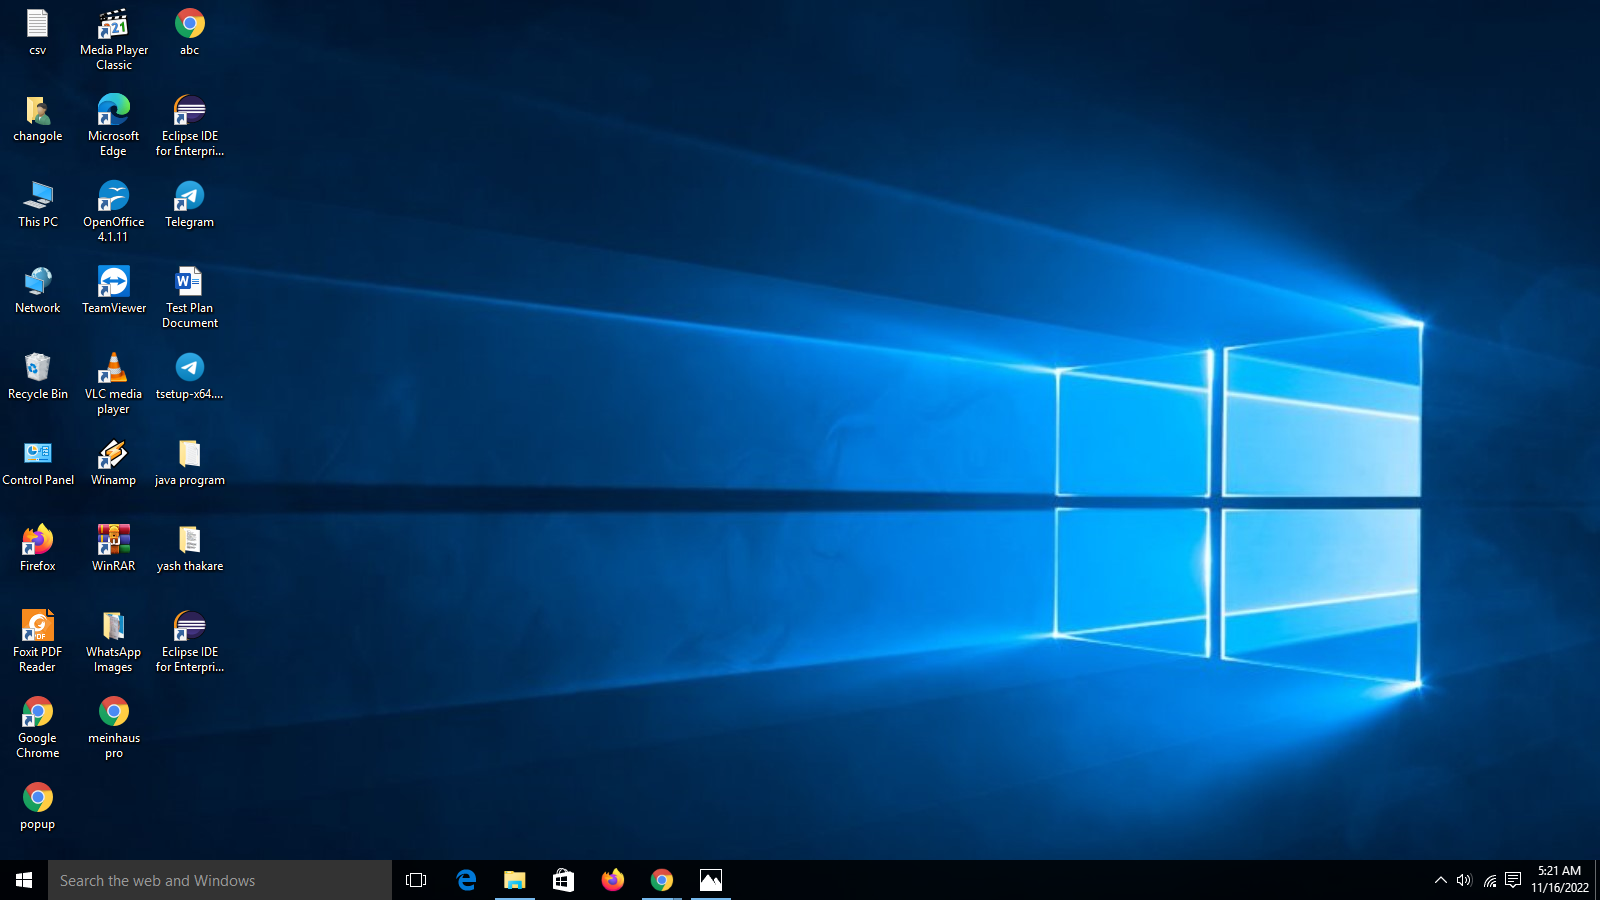 csv
Media Player
Classic
abc
changole
Microsoft
Edge
Eclipse IDE
for Enterpri...
This PC
OpenOffice
4.1.11
Telegram
Network
TeamViewer
Test Plan
Document
Recycle Bin
VLC media
player
tsetup-x64....
Control Panel
Winamp
java program
Firefox
WinRAR
yash thakare
Foxit PDF
Reader
WhatsApp
Images
Eclipse IDE
for Enterpri...
Google
Chrome
meinhaus
pro
popup
Search the web and Windows
5:21 AM
11/16/2022